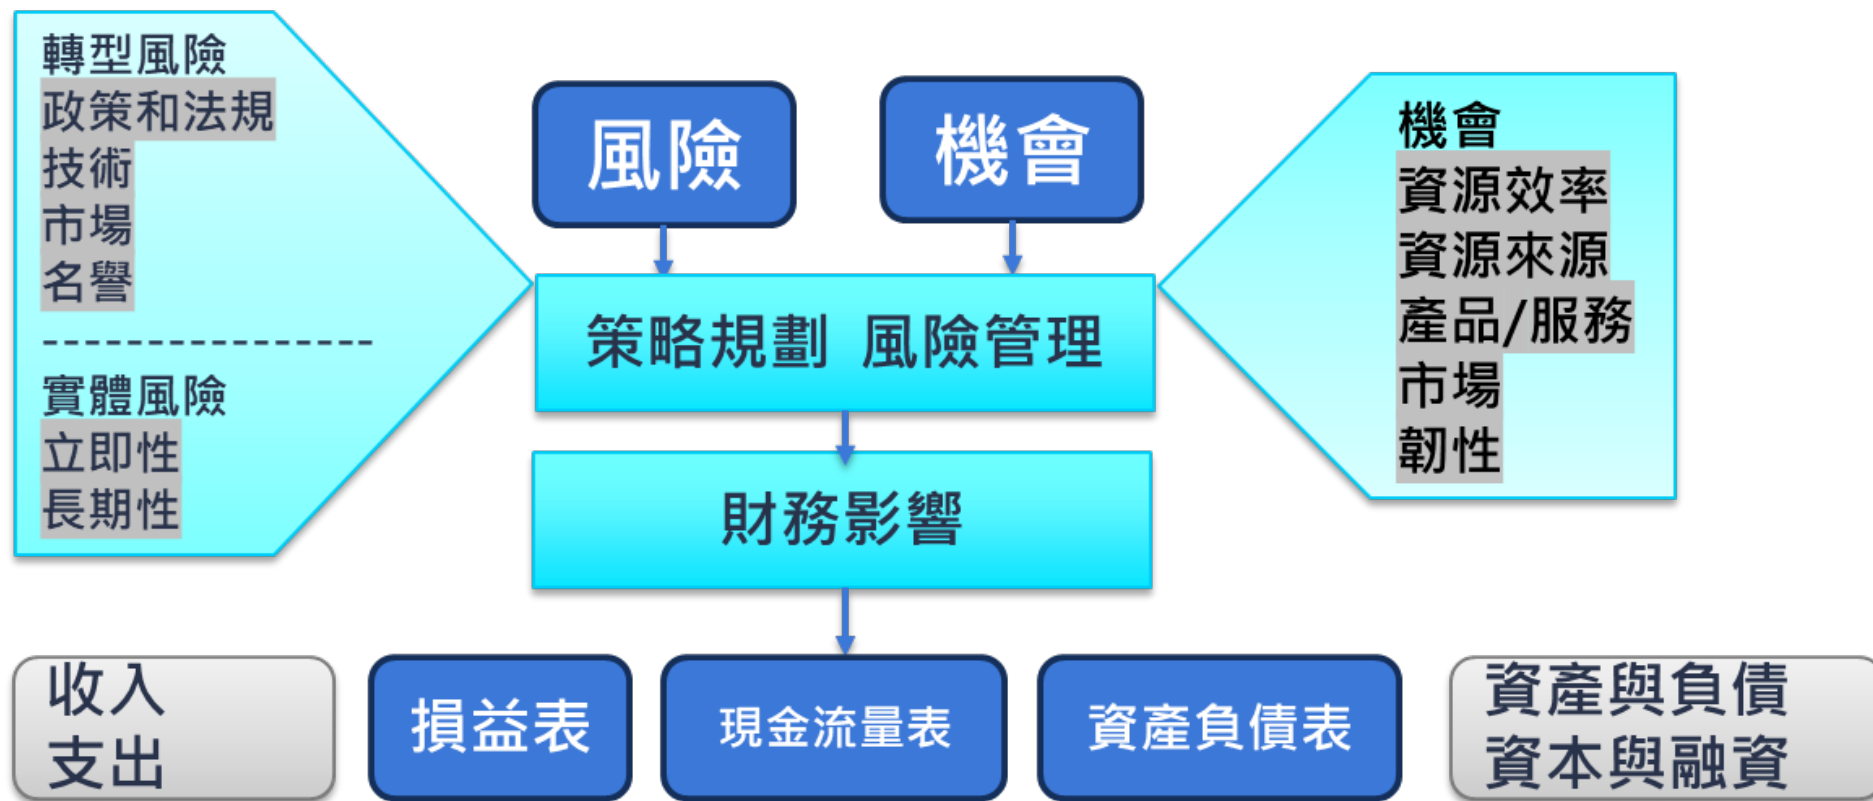 轉型風險
政策和法規
技術
市場
名譽
-----------------
實體風險
立即性
長期性
風險
機會
策略規劃 風險管理
財務影響
機會
資源效率
資源來源
產品/服務
市場
韌性
收入
支出
損益表
現金流量表
資產負債表
資產與負債
資本與融資